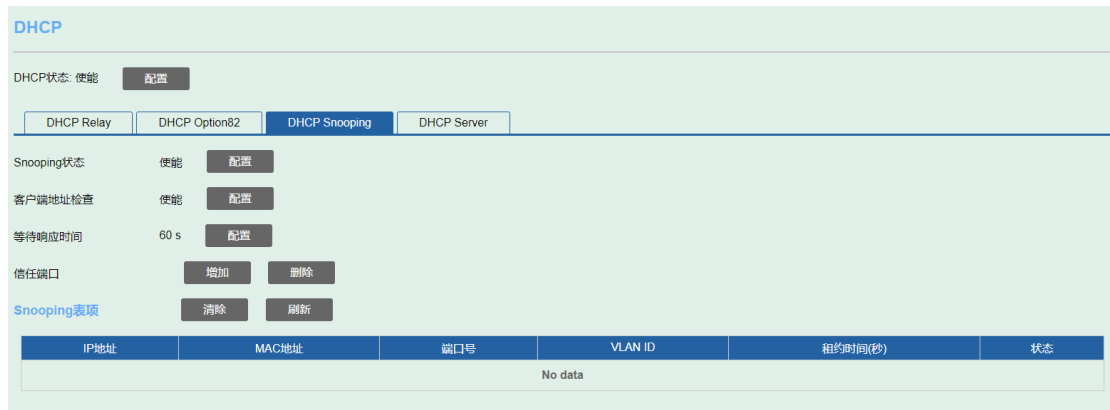 DHCP
DHCP状态: 使能 配置
DHCP Relay DHCP Option82 DHCP Snooping DHCP Server
Snooping状态 使能 配置
客户端地址检查 使能 配置
等待响应时间 60 s 配置
信任端口 增加 删除
Snooping表项 清除 刷新
IP地址 MAC地址 端口号 VLAN ID 租约时间(秒) 状态
No data